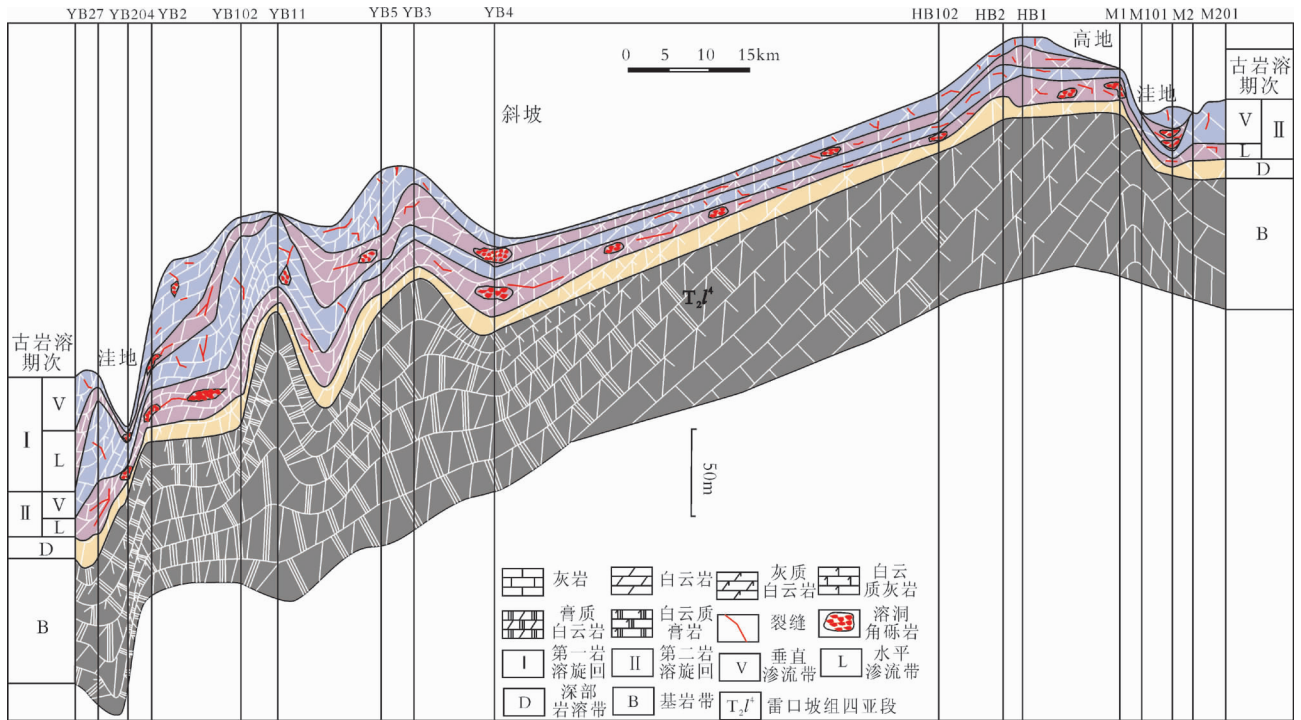 YB27 YB204 YB2 YB102 YB11 YB5 YB3 YB4 HB102 HB2 HB1 M1 M101 M2 M201
0 5 10 15km
高地
斜坡
洼地
古岩溶
期次
V
II
L
D
B
T₂l⁴
古岩溶
期次
洼地
V
I
L
V
II
L
D
B
50m
灰岩
白云岩
灰质
白云岩
白云
质灰岩
膏质
白云岩
白云质
膏岩
裂缝
溶洞
角砾岩
I
第一岩
溶旋回
II
第二岩
溶旋回
V
垂直
渗流带
L
水平
渗流带
D
深部
岩溶带
B
基岩带
T₂l⁴
雷口坡组四亚段